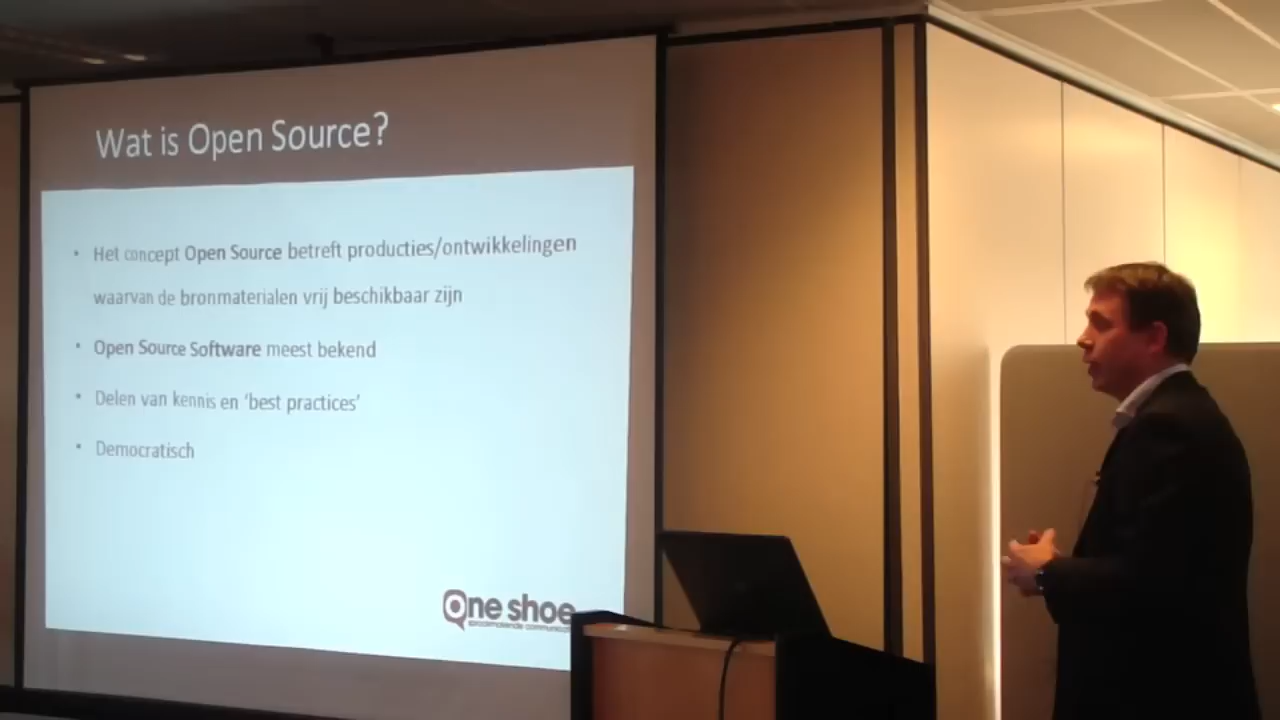 Wat is Open Source?
• Het concept Open Source betreft producties/ontwikkelingen
waarvan de bronmaterialen vrij beschikbaar zijn
• Open Source Software meest bekend
• Delen van kennis en ‘best practices’
• Democratisch
One shoe